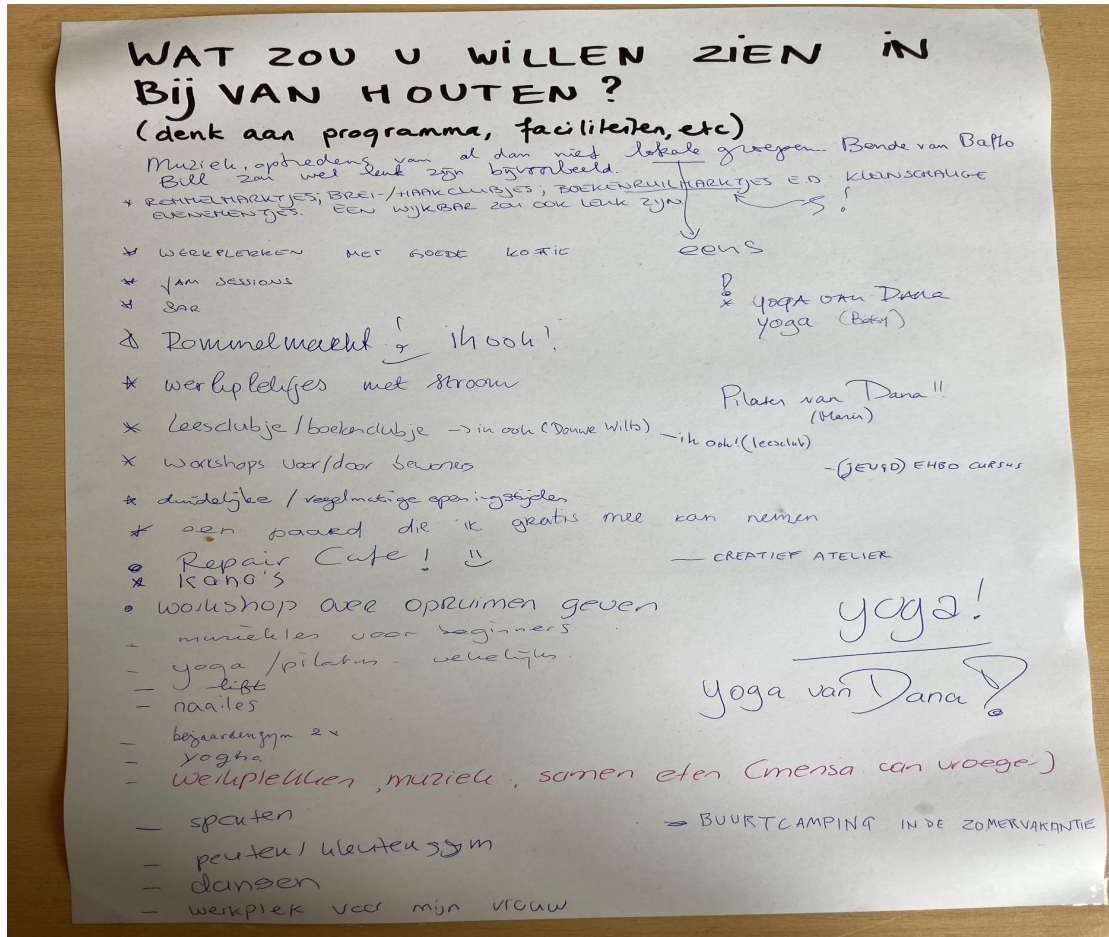 WAT ZOU U WILLEN ZIEN IN
Bij VAN HOUTEN?
(denk aan programma, faciliteiten, etc)
Muziek, optredens van al dan niet lokale groepen. Bende van Baflo
Bill zou wel leuk zijn bijvoorbeeld.
* ROMMELMARKTJES; BREI-/HAAKCLUBJES; BOEKENRUILMARKTJES E.D. KLEINSCHALIGE
EVENEMENTJES. EEN WIJKBAR ZOU OOK LEUK ZIJN !
* WERKPLEKKEN MET GOEDE KOFFIE
eens
* JAM SESSIONS
* BAR
! * YOGA VAN DANA
yoga (Betsy)
Rommelmarkt! ik ook!
* werkplekjes met stroom
Pilates van Dana!!
(Marin)
* Leesclubje/boekenclubje → ik ook (Douwe Wilts) - ik ook! (leesclub)
* workshops voor/door bewoners
- (JEUGD) EHBO CURSUS
* duidelijke / regelmatige openingstijden
* een paard die ik gratis mee kan nemen
• Repair Cafe!
— CREATIEF ATELIER
* Kano's
• workshop over opruimen geven
- muziekles voor beginners
yoga!
- yoga/pilates - wekelijks
- lift
yoga van Dana!
- naailes
- bejaardengym
- yogha
- werkplekken, muziek, samen eten (mensa van vroeger)
- sporten
→ BUURTCAMPING IN DE ZOMERVAKANTIE
- peuter/kleutergym
- dansen
- werkplek voor mijn vrouw